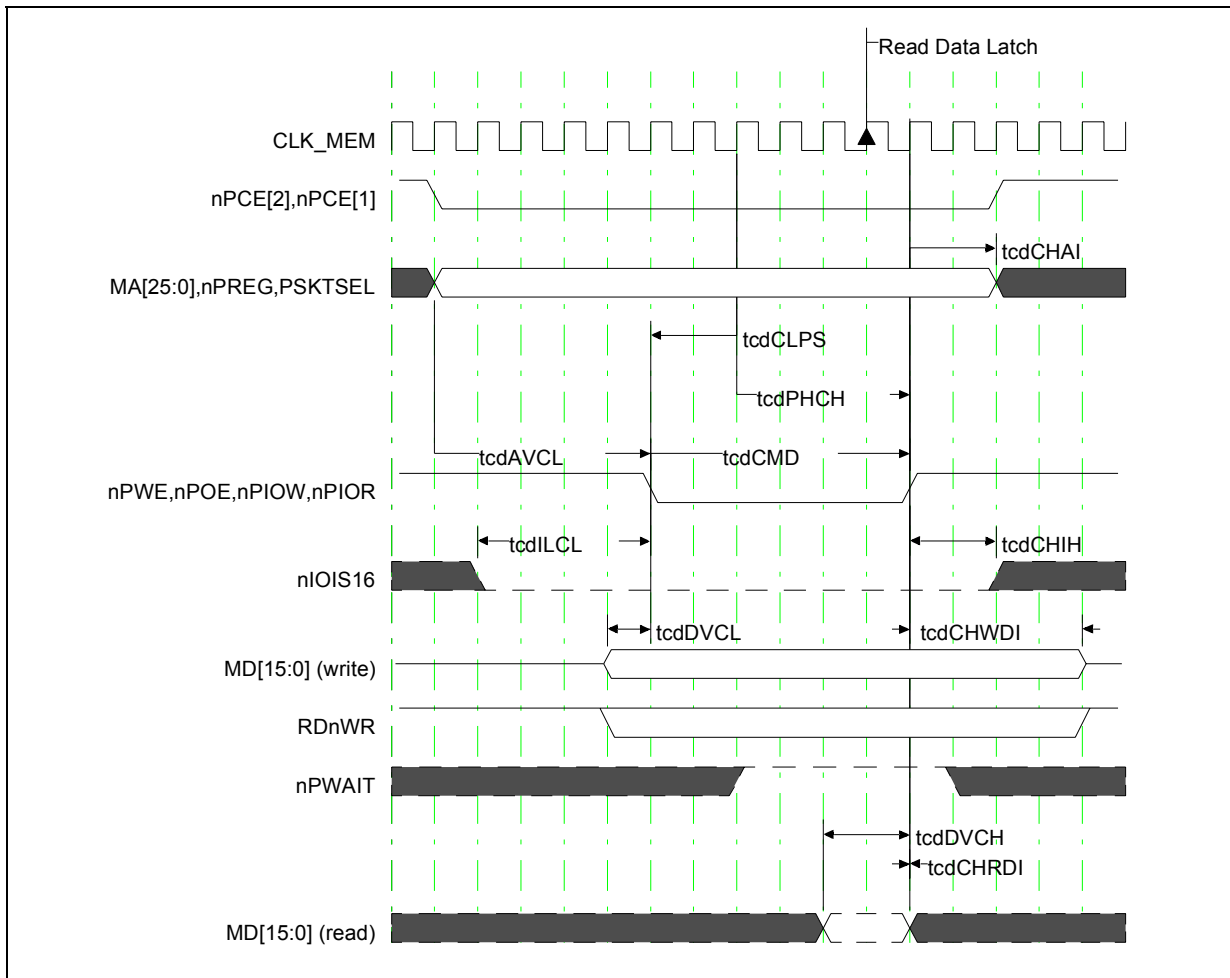 Read Data Latch
CLK_MEM
nPCE[2],nPCE[1]
tcdCHAI
MA[25:0],nPREG,PSKTSEL
tcdCLPS
tcdPHCH
tcdAVCL
tcdCMD
nPWE,nPOE,nPIOW,nPIOR
tcdILCL
tcdCHIH
nIOIS16
tcdDVCL
tcdCHWDI
MD[15:0] (write)
RDnWR
nPWAIT
tcdDVCH
tcdCHRDI
MD[15:0] (read)